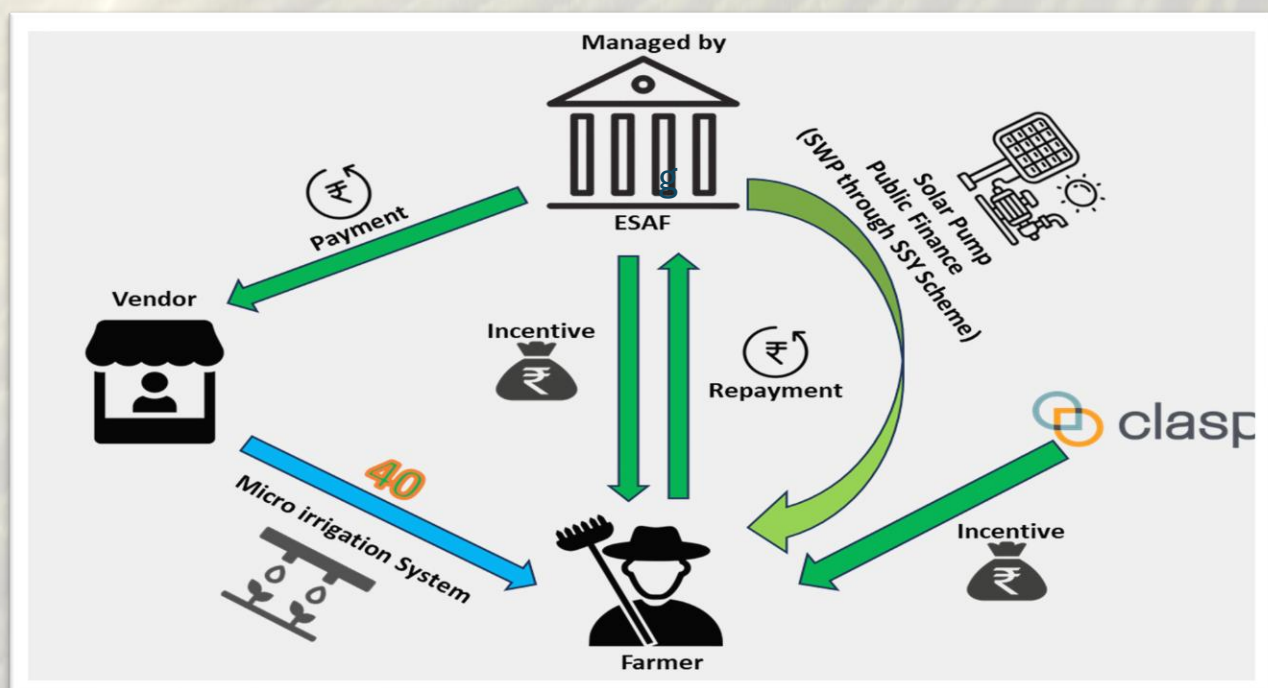 Managed by
g
ESAF
₹
Payment
Vendor
Incentive
₹
₹
Repayment
Solar Pump
Public Finance
(SWP through SSY Scheme)
clasp
40
Micro irrigation System
Incentive
₹
Farmer